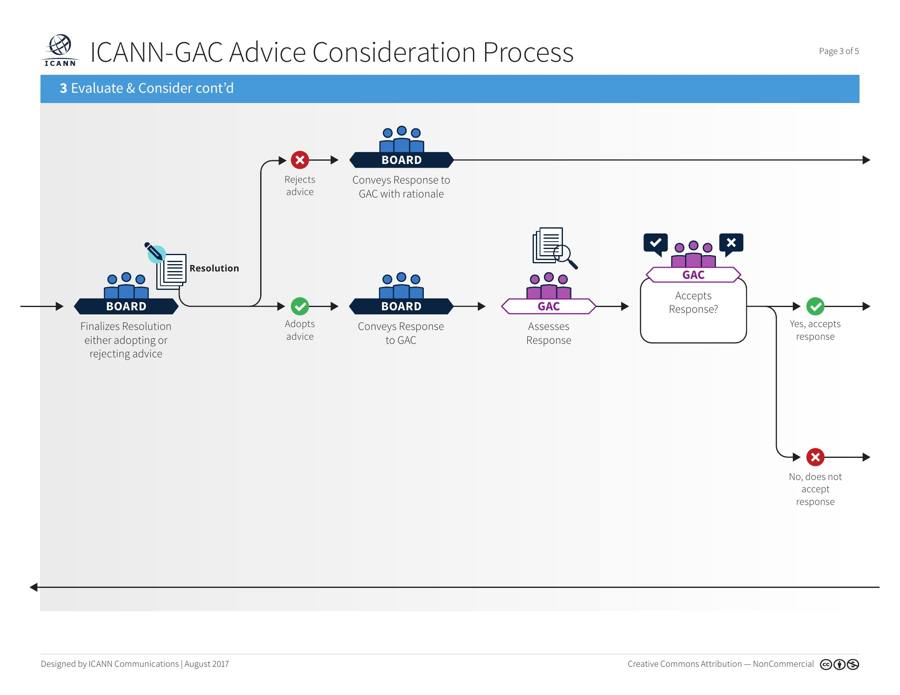 ICANN
ICANN-GAC Advice Consideration Process
Page 3 of 5
3 Evaluate & Consider cont’d
Rejects
advice
BOARD
Conveys Response to
GAC with rationale
Resolution
BOARD
Finalizes Resolution
either adopting or
rejecting advice
Adopts
advice
BOARD
Conveys Response
to GAC
GAC
Assesses
Response
GAC
Accepts
Response?
Yes, accepts
response
No, does not
accept
response
Designed by ICANN Communications | August 2017
Creative Commons Attribution — NonCommercial